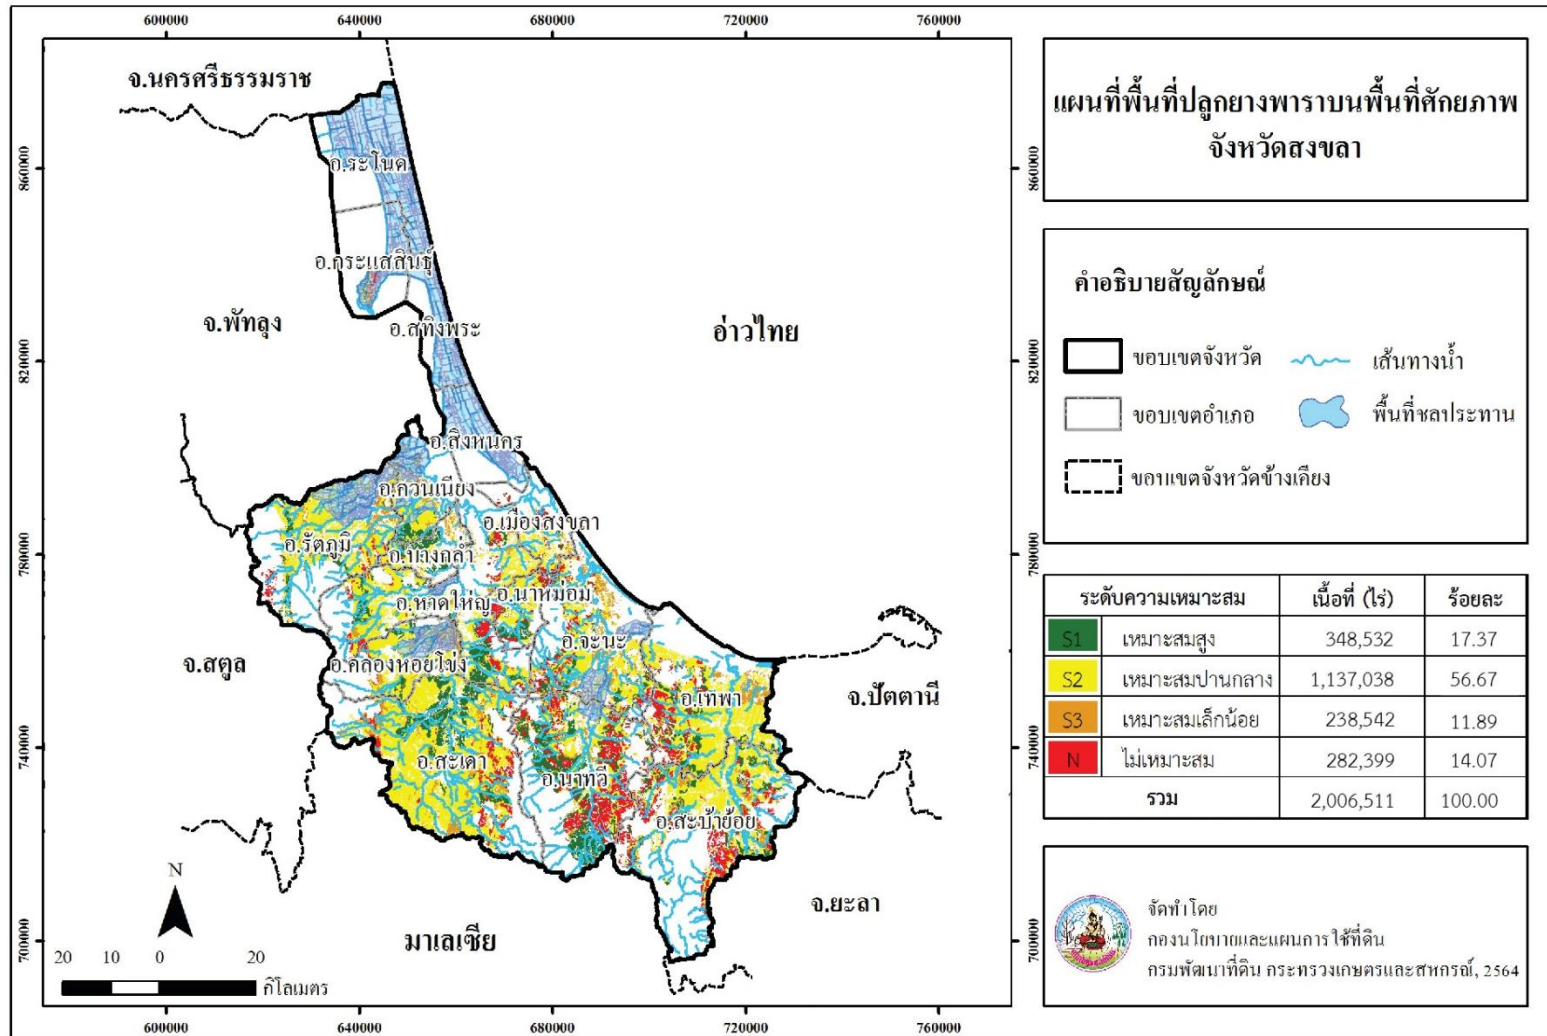 600000 640000 680000 720000 760000
จ.นครศรีธรรมราช
อ.ระโนด
860000 860000
อ.กระแสสินธุ์
จ.พัทลุง
อ.สทิงพระ
อ่าวไทย
820000 820000
อ.สิงหนคร
อ.ควนเนียง
อ.เมืองสงขลา
อ.รัตภูมิ
อ.บางกล่ำ
780000 780000
อ.หาดใหญ่
อ.นาหม่อม
อ.จะนะ
จ.สตูล
อ.คลองหอยโข่ง
อ.เทพา
จ.ปัตตานี
740000 740000
อ.สะเดา
อ.นาทวี
อ.สะบ้าย้อย
จ.ยะลา
มาเลเซีย
700000 700000
N
20 10 0 20
กิโลเมตร
600000 640000 680000 720000 760000
แผนที่พื้นที่ปลูกยางพาราบนพื้นที่ศักยภาพ
จังหวัดสงขลา
คำอธิบายสัญลักษณ์
ขอบเขตจังหวัด เส้นทางน้ำ
ขอบเขตอำเภอ พื้นที่ชลประทาน
ขอบเขตจังหวัดข้างเคียง
ระดับความเหมาะสม เนื้อที่ (ไร่) ร้อยละ
S1 เหมาะสมสูง 348,532 17.37
S2 เหมาะสมปานกลาง 1,137,038 56.67
S3 เหมาะสมเล็กน้อย 238,542 11.89
N ไม่เหมาะสม 282,399 14.07
รวม 2,006,511 100.00
จัดทำโดย
กองนโยบายและแผนการใช้ที่ดิน
กรมพัฒนาที่ดิน กระทรวงเกษตรและสหกรณ์, 2564